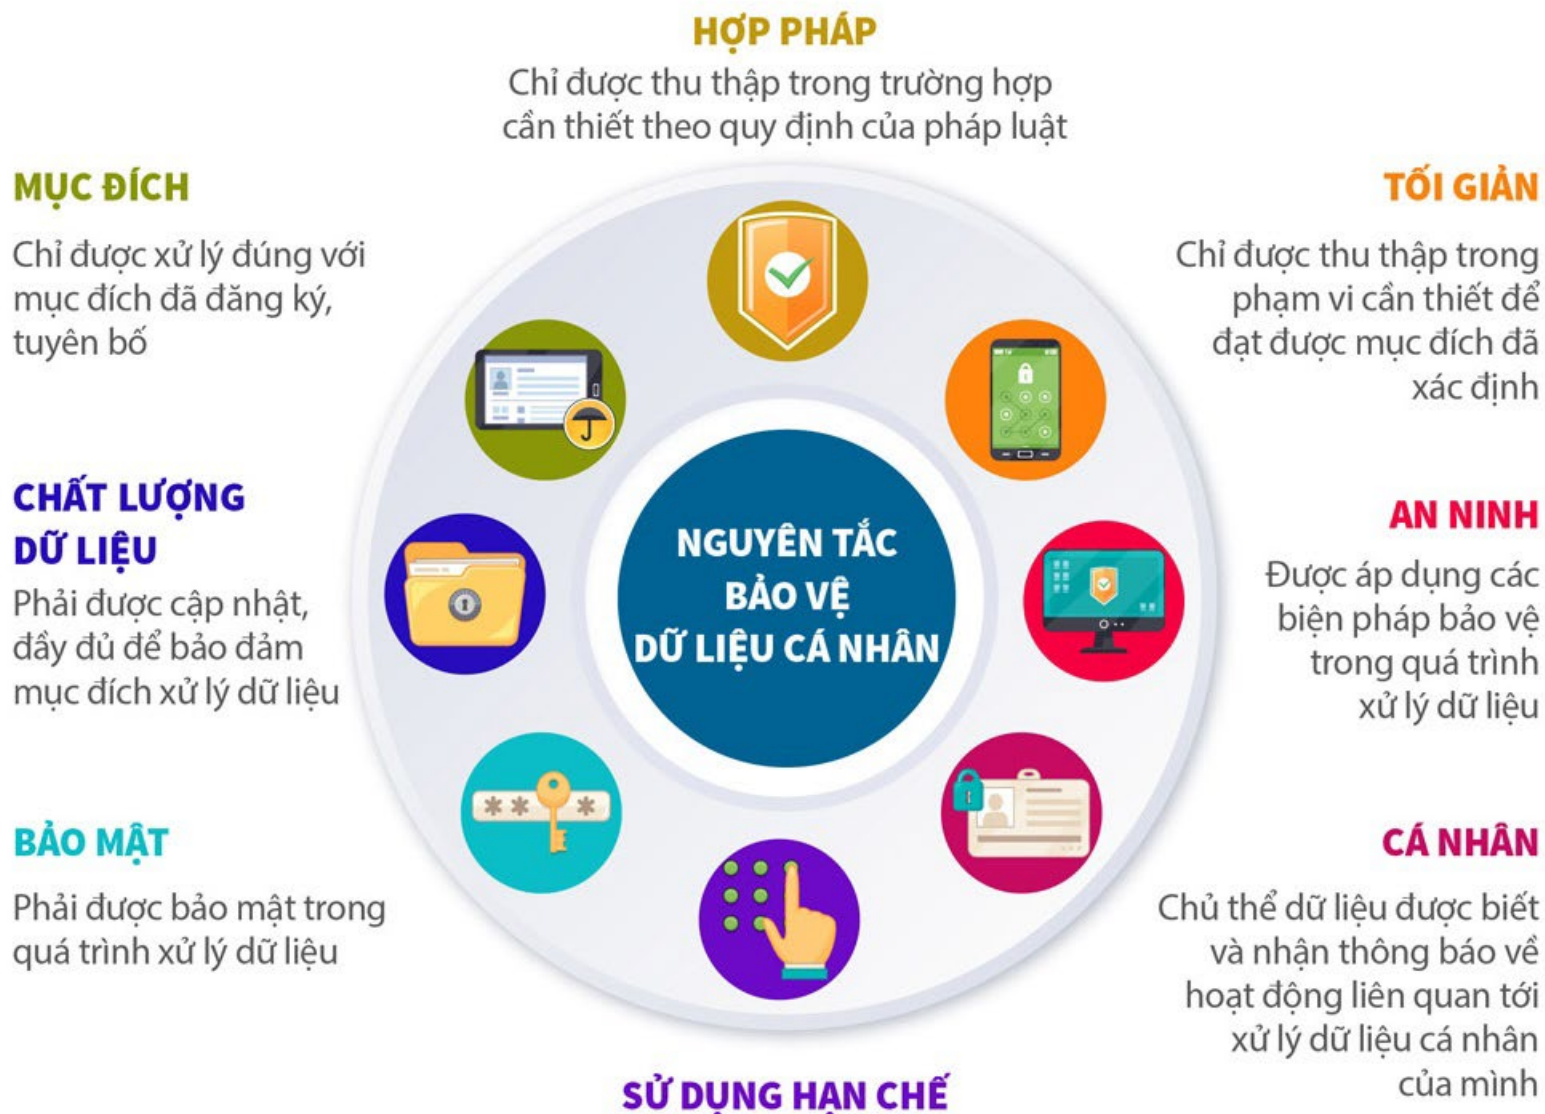 HỢP PHÁP
Chỉ được thu thập trong trường hợp
cần thiết theo quy định của pháp luật
MỤC ĐÍCH
Chỉ được xử lý đúng với
mục đích đã đăng ký,
tuyên bố
TỐI GIẢN
Chỉ được thu thập trong
phạm vi cần thiết để
đạt được mục đích đã
xác định
CHẤT LƯỢNG
DỮ LIỆU
Phải được cập nhật,
đầy đủ để bảo đảm
mục đích xử lý dữ liệu
NGUYÊN TẮC
BẢO VỆ
DỮ LIỆU CÁ NHÂN
AN NINH
Được áp dụng các
biện pháp bảo vệ
trong quá trình
xử lý dữ liệu
BẢO MẬT
Phải được bảo mật trong
quá trình xử lý dữ liệu
CÁ NHÂN
Chủ thể dữ liệu được biết
và nhận thông báo về
hoạt động liên quan tới
xử lý dữ liệu cá nhân
của mình
SỬ DỤNG HẠN CHẾ